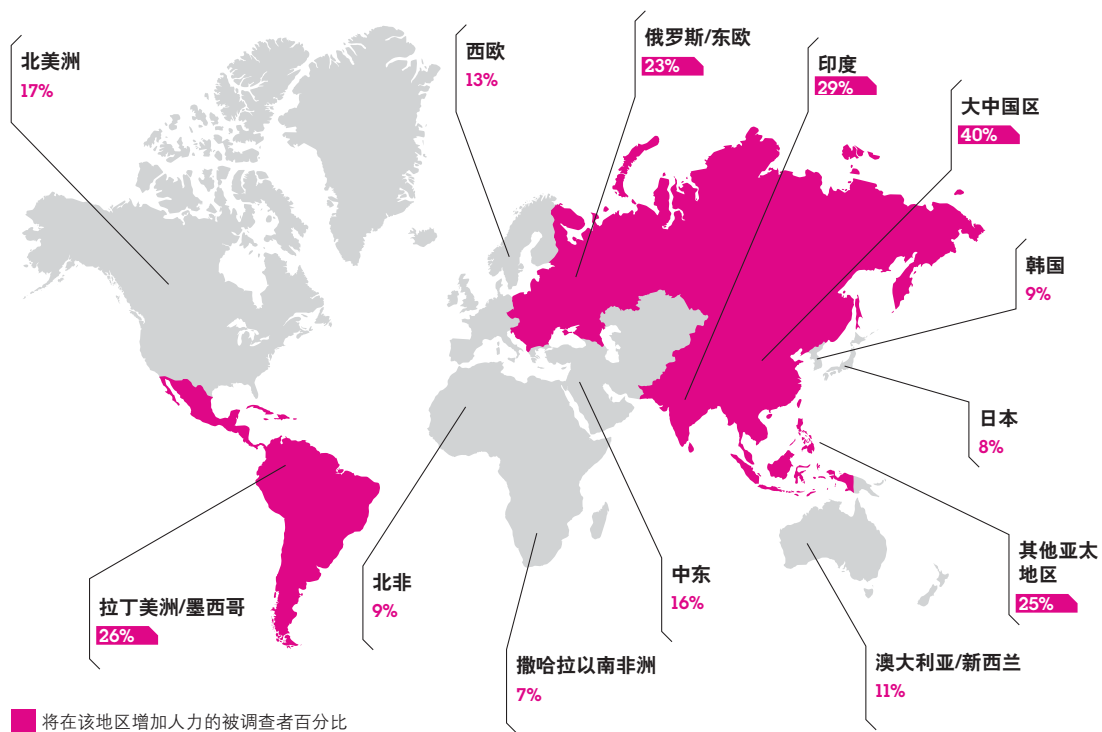 北美洲
17%
西欧
13%
俄罗斯/东欧
23%
印度
29%
大中国区
40%
韩国
9%
日本
8%
其他亚太
地区
25%
澳大利亚/新西兰
11%
中东
16%
撒哈拉以南非洲
7%
北非
9%
拉丁美洲/墨西哥
26%
将在该地区增加人力的被调查者百分比